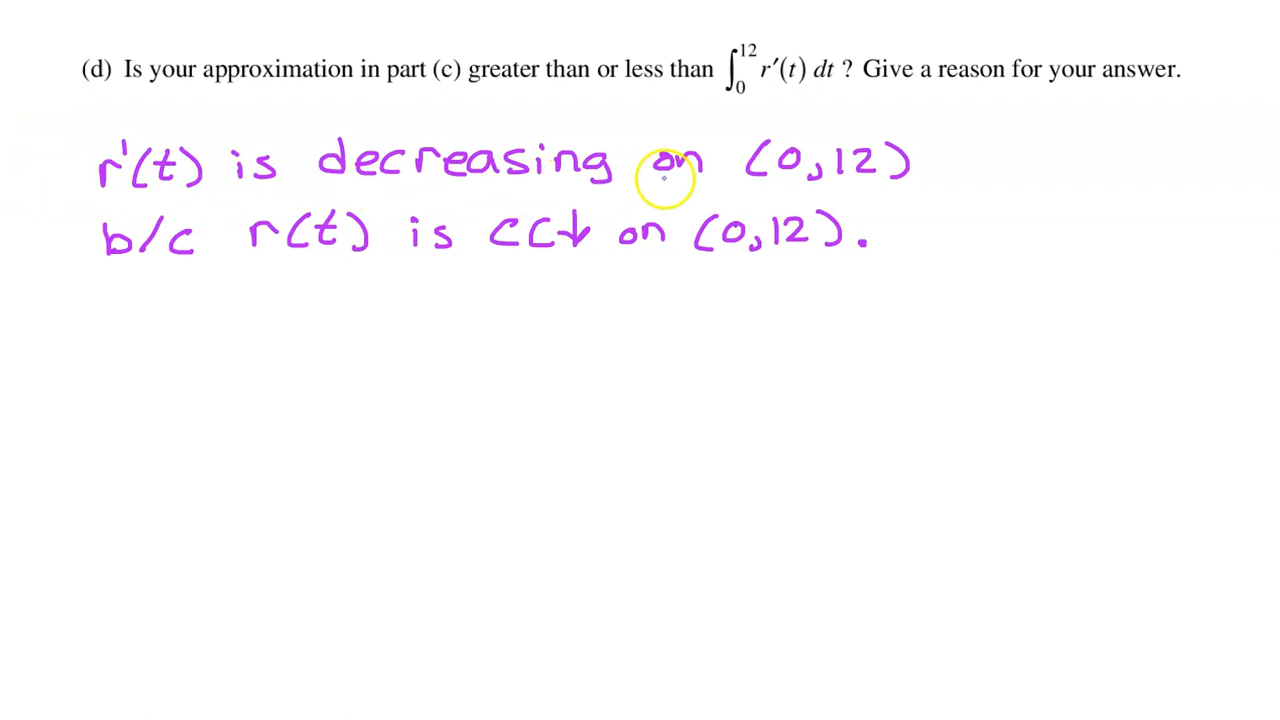 (d) Is your approximation in part (c) greater than or less than ∫₀¹² r′(t) dt ? Give a reason for your answer.
r'(t) is decreasing on (0,12)
b/c r(t) is CC↓ on (0,12).